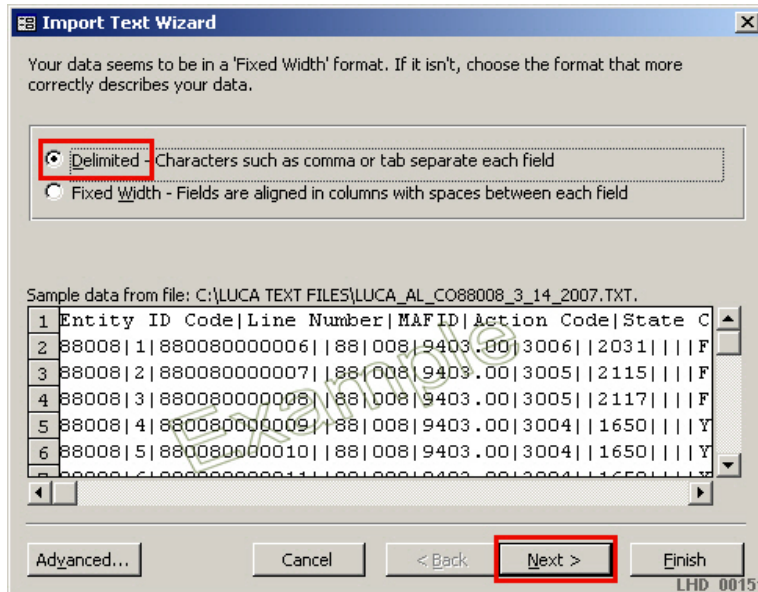 Import Text Wizard
Your data seems to be in a 'Fixed Width' format. If it isn't, choose the format that more
correctly describes your data.
Delimited - Characters such as comma or tab separate each field
Fixed Width - Fields are aligned in columns with spaces between each field
Sample data from file: C:\LUCA TEXT FILES\LUCA_AL_CO88008_3_14_2007.TXT.
1 Entity ID Code|Line Number|MAFID|Action Code|State C
2 88008|1|880080000006||88|008|9403.00|3006||2031||||F
3 88008|2|880080000007||88|008|9403.00|3005||2115||||F
4 88008|3|880080000008||88|008|9403.00|3005||2117||||F
5 88008|4|880080000009||88|008|9403.00|3004||1650||||Y
6 88008|5|880080000010||88|008|9403.00|3004||1650||||Y
Example
Advanced... Cancel < Back Next > Finish
LHD_0015